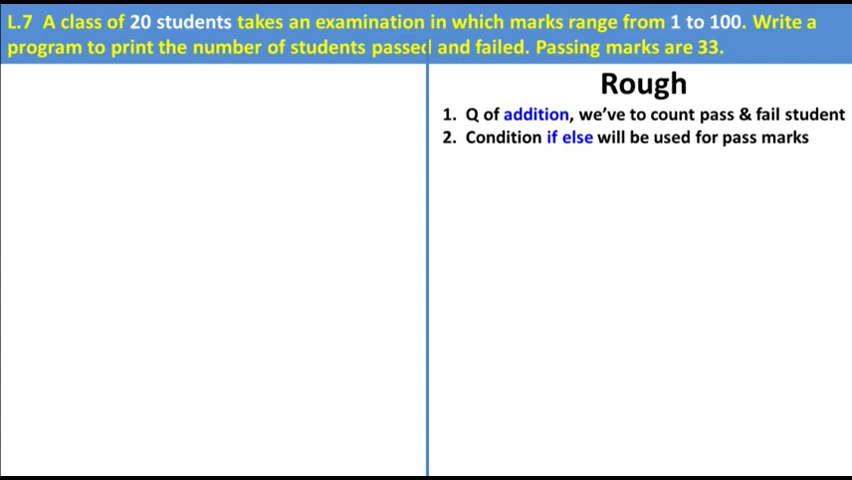 L.7 A class of 20 students takes an examination in which marks range from 1 to 100. Write a
program to print the number of students passed and failed. Passing marks are 33.
Rough
1. Q of addition, we've to count pass & fail student
2. Condition if else will be used for pass marks